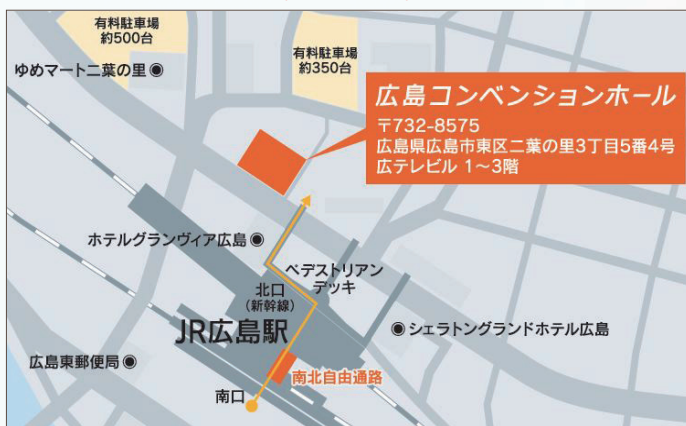 有料駐車場
約500台
有料駐車場
約350台
ゆめマート二葉の里
広島コンベンションホール
〒732-8575
広島県広島市東区二葉の里3丁目5番4号
広テレビル 1〜3階
ホテルグランヴィア広島
ペデストリアン
デッキ
北口
(新幹線)
JR広島駅
シェラトングランドホテル広島
広島東郵便局
南北自由通路
南口